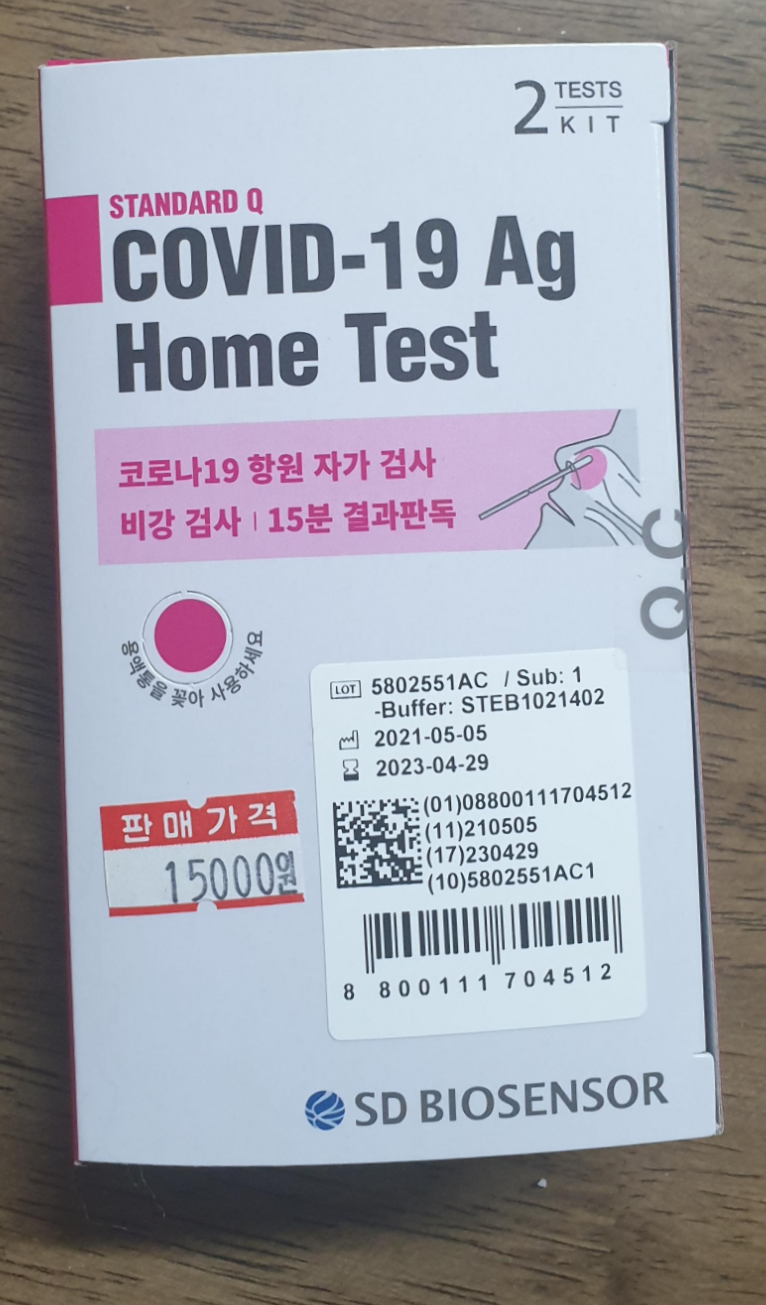 2 TESTS
KIT
STANDARD Q
COVID-19 Ag
Home Test
코로나19 항원 자가 검사
비강 검사 | 15분 결과판독
Q.C
용액통을 꽂아 사용하세요
LOT 5802551AC / Sub: 1
-Buffer: STEB1021402
2021-05-05
2023-04-29
(01)08800111704512
(11)210505
(17)230429
(10)5802551AC1
8 800111 704512
판매가격
15000원
SD BIOSENSOR